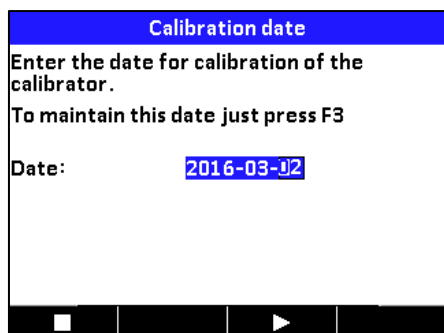 Calibration date
Enter the date for calibration of the
calibrator.
To maintain this date just press F3
Date: 2016-03-02